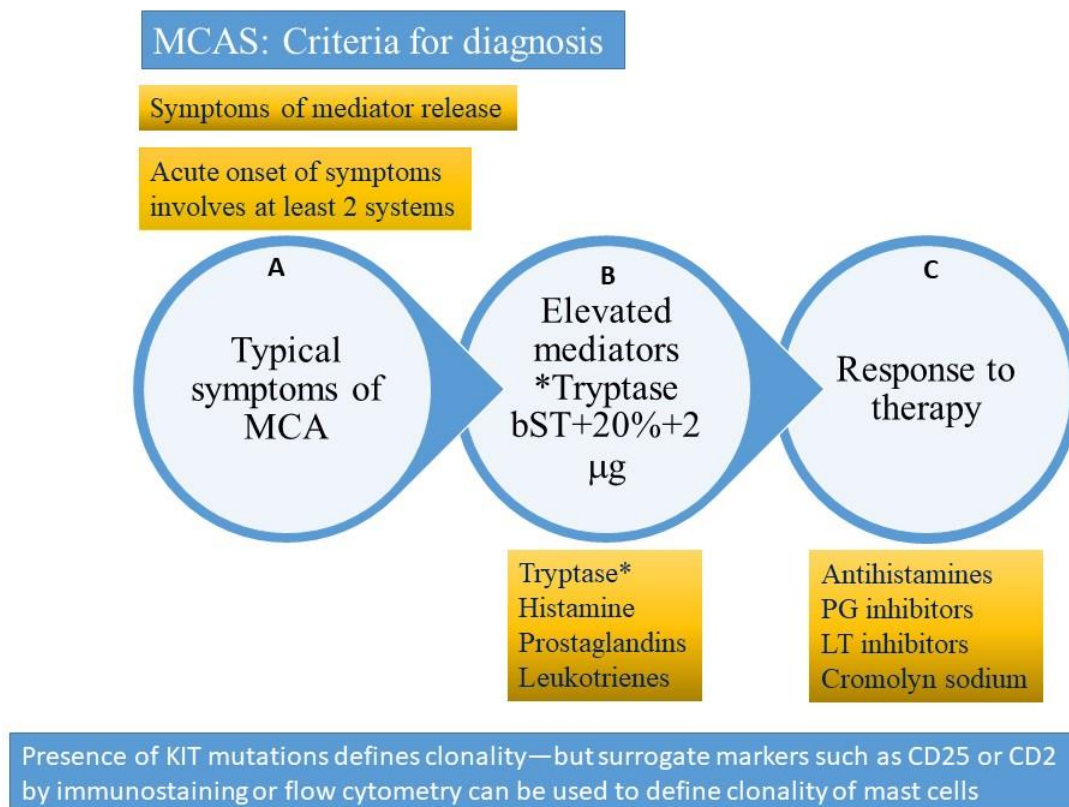 MCAS: Criteria for diagnosis
Symptoms of mediator release
Acute onset of symptoms
involves at least 2 systems
A
Typical
symptoms of
MCA
B
Elevated
mediators
*Tryptase
bST+20%+2
μg
C
Response to
therapy
Tryptase*
Histamine
Prostaglandins
Leukotrienes
Antihistamines
PG inhibitors
LT inhibitors
Cromolyn sodium
Presence of KIT mutations defines clonality—but surrogate markers such as CD25 or CD2
by immunostaining or flow cytometry can be used to define clonality of mast cells